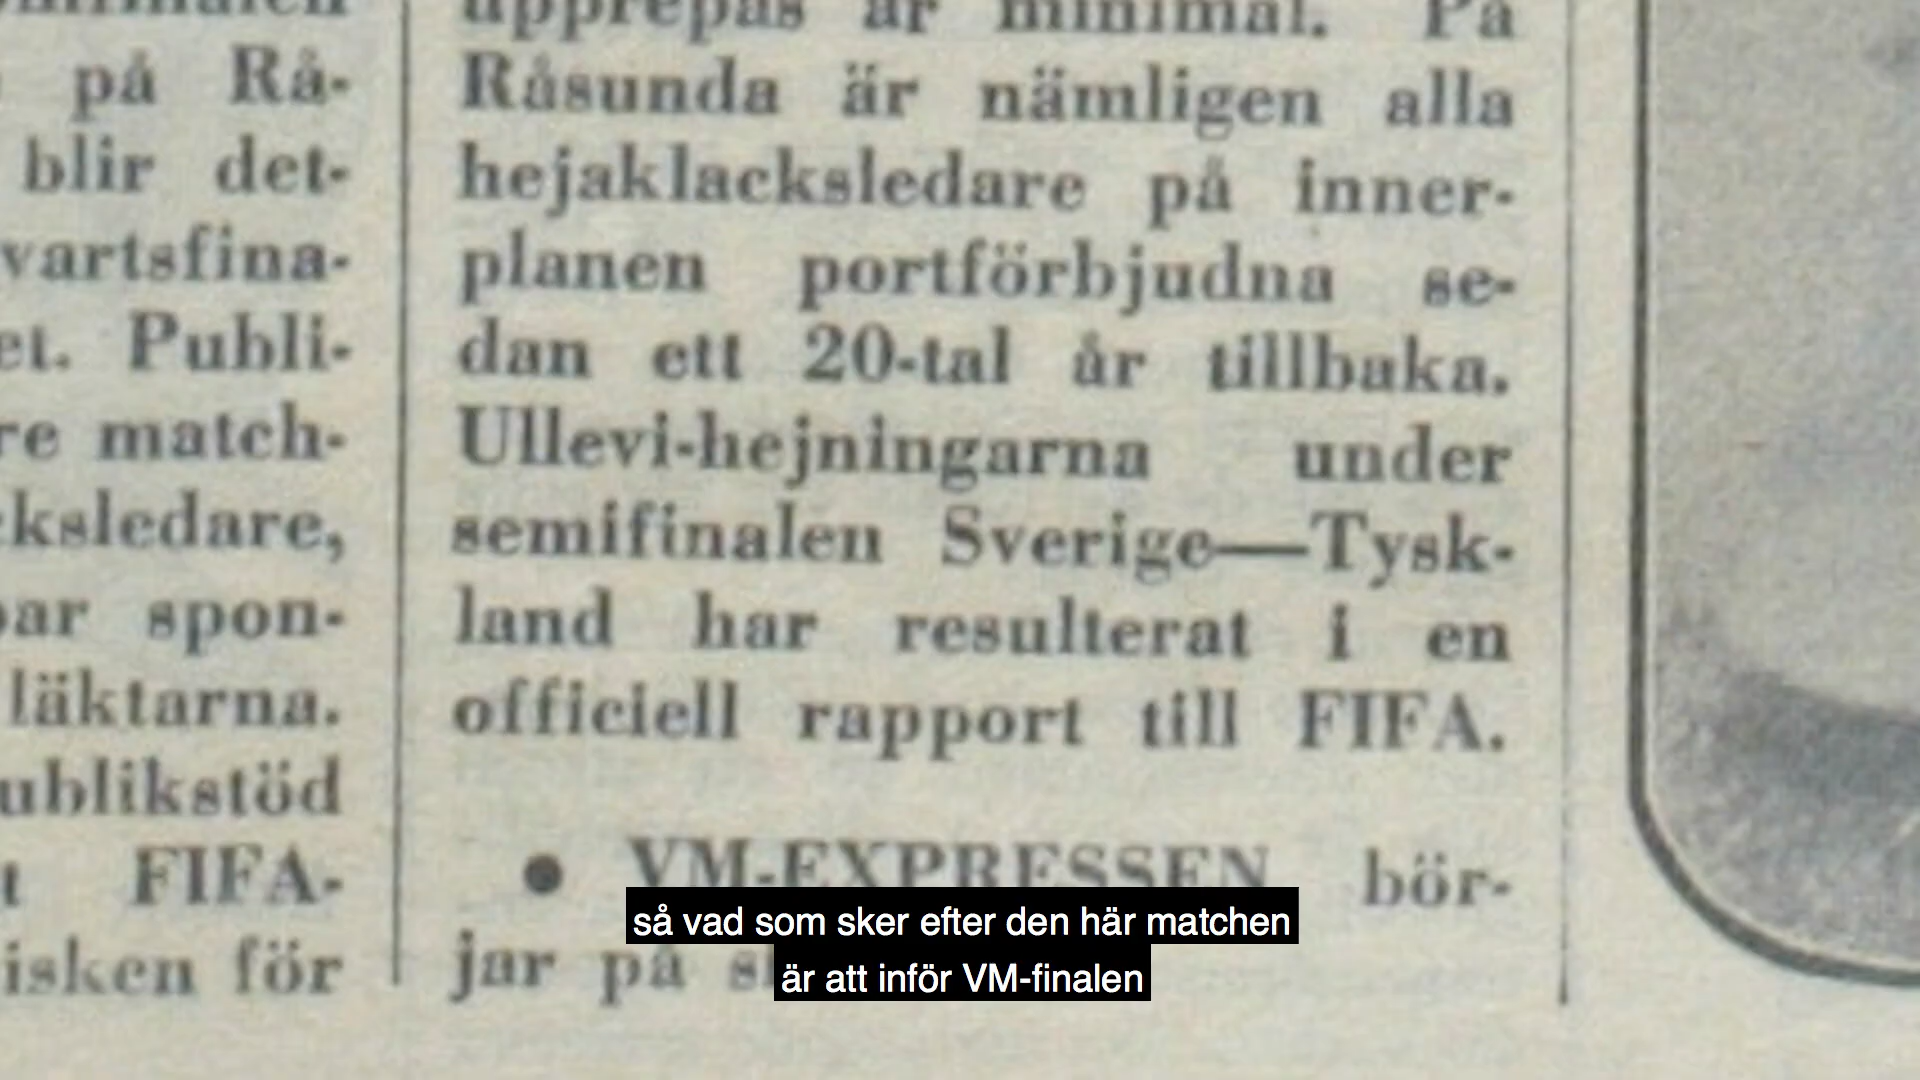 på Rå-
blir det-
vartsfina-
et. Publi-
re match-
cksledare,
bar spon-
läktarna.
ublikstöd
t FIFA-
isken för
upprepas är minimal. På
Råsunda är nämligen alla
hejaklacksledare på inner-
planen portförbjudna se-
dan ett 20-tal år tillbaka.
Ullevi-hejningarna under
semifinalen Sverige—Tysk-
land har resulterat i en
officiell rapport till FIFA.
● VM-EXPRESSEN bör-
jar på
så vad som sker efter den här matchen
är att inför VM-finalen